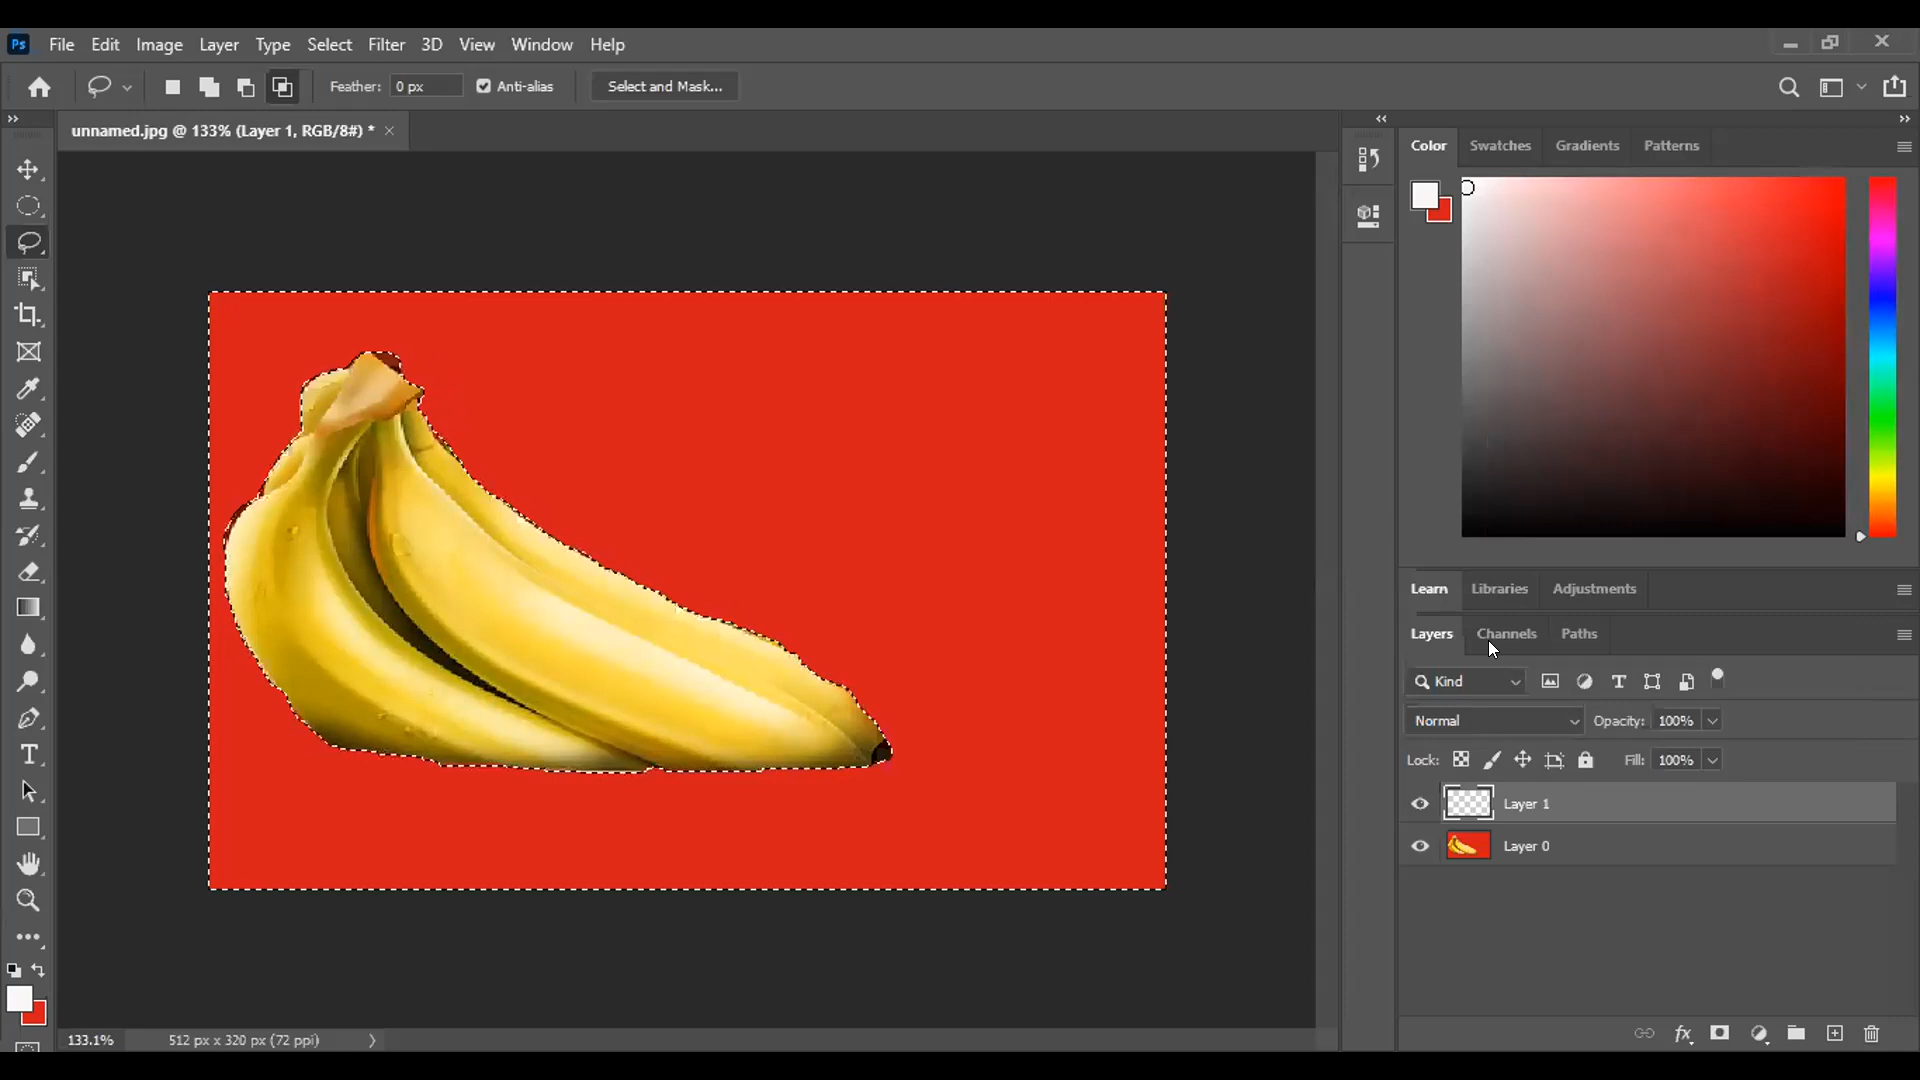 Ps File Edit Image Layer Type Select Filter 3D View Window Help
Feather: 0 px Anti-alias Select and Mask...
unnamed.jpg @ 133% (Layer 1, RGB/8#) *
Color Swatches Gradients Patterns
Learn Libraries Adjustments
Layers Channels Paths
Kind
Normal Opacity: 100%
Lock: Fill: 100%
Layer 1
Layer 0
133.1% 512 px x 320 px (72 ppi)